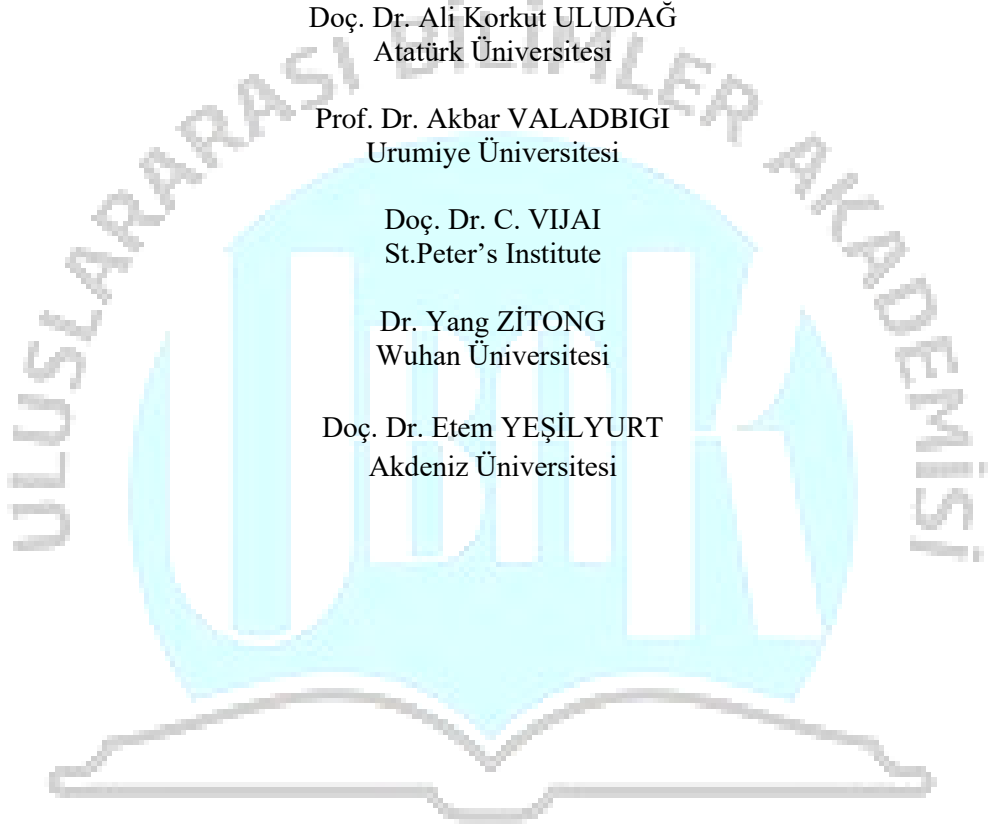 Doç. Dr. Ali Korkut ULUDAĞ
Atatürk Üniversitesi
Prof. Dr. Akbar VALADBIGI
Urumiye Üniversitesi
Doç. Dr. C. VIJAI
St.Peter’s Institute
Dr. Yang ZİTONG
Wuhan Üniversitesi
Doç. Dr. Etem YEŞİLYURT
Akdeniz Üniversitesi
ULUSLARARASI BİLİMLER AKADEMİSİ
UBAK